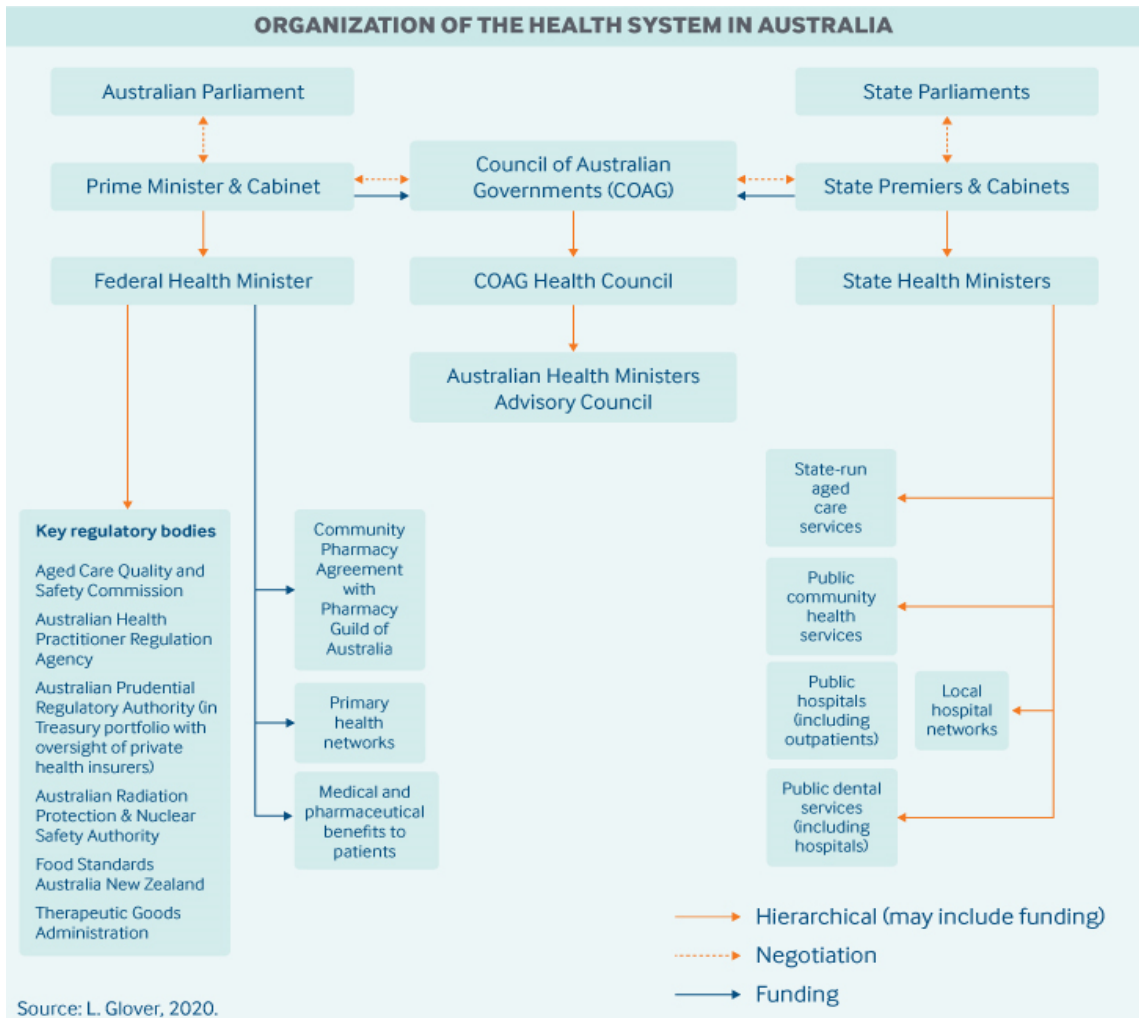 ORGANIZATION OF THE HEALTH SYSTEM IN AUSTRALIA
Australian Parliament
State Parliaments
Prime Minister & Cabinet
Council of Australian
Governments (COAG)
State Premiers & Cabinets
Federal Health Minister
COAG Health Council
State Health Ministers
Australian Health Ministers
Advisory Council
Key regulatory bodies
Aged Care Quality and
Safety Commission
Australian Health
Practitioner Regulation
Agency
Australian Prudential
Regulatory Authority (in
Treasury portfolio with
oversight of private
health insurers)
Australian Radiation
Protection & Nuclear
Safety Authority
Food Standards
Australia New Zealand
Therapeutic Goods
Administration
Community
Pharmacy
Agreement
with
Pharmacy
Guild of
Australia
Primary
health
networks
Medical and
pharmaceutical
benefits to
patients
State-run
aged
care
services
Public
community
health
services
Public
hospitals
(including
outpatients)
Local
hospital
networks
Public dental
services
(including
hospitals)
Hierarchical (may include funding)
Negotiation
Funding
Source: L. Glover, 2020.